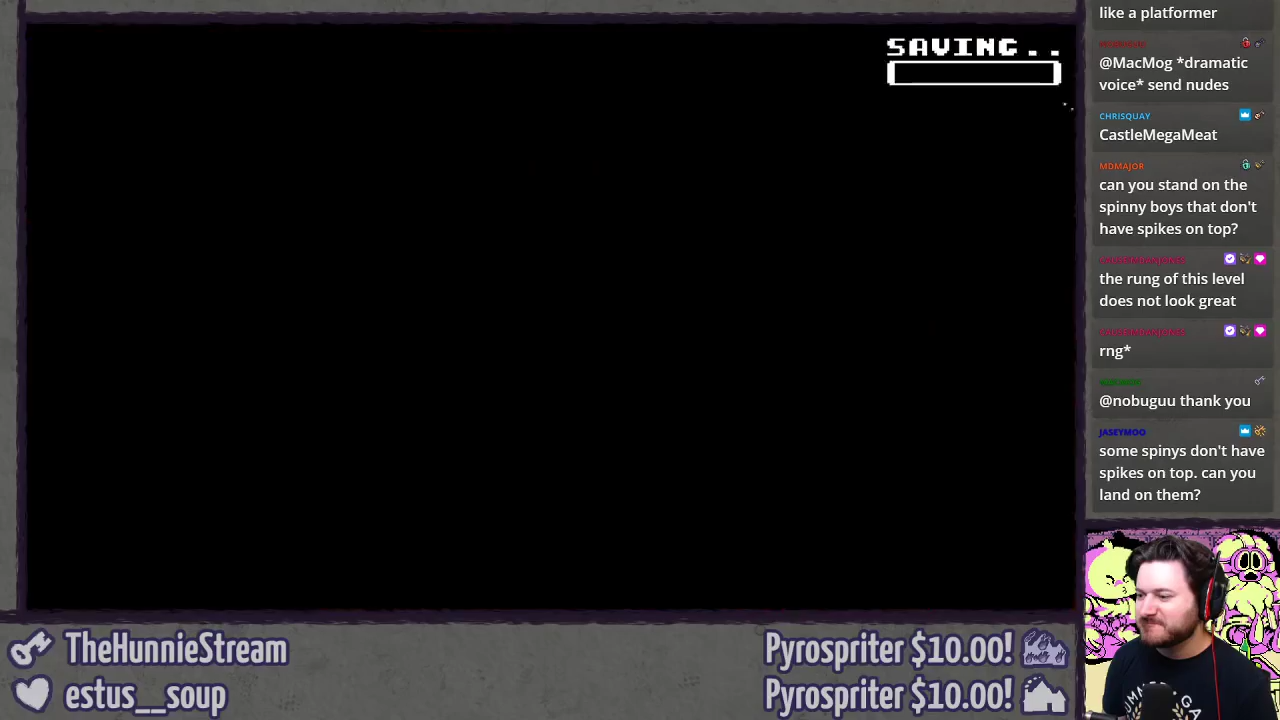 SAVING..
like a platformer
@MacMog *dramatic
voice* send nudes
CHRISQUAY
CastleMegaMeat
MDMAJOR
can you stand on the
spinny boys that don't
have spikes on top?
the rung of this level
does not look great
rng*
@nobuguu thank you
JASEYMOO
some spinys don't have
spikes on top. can you
land on them?
TheHunnieStream
estus__soup
Pyrospriter $10.00!
Pyrospriter $10.00!